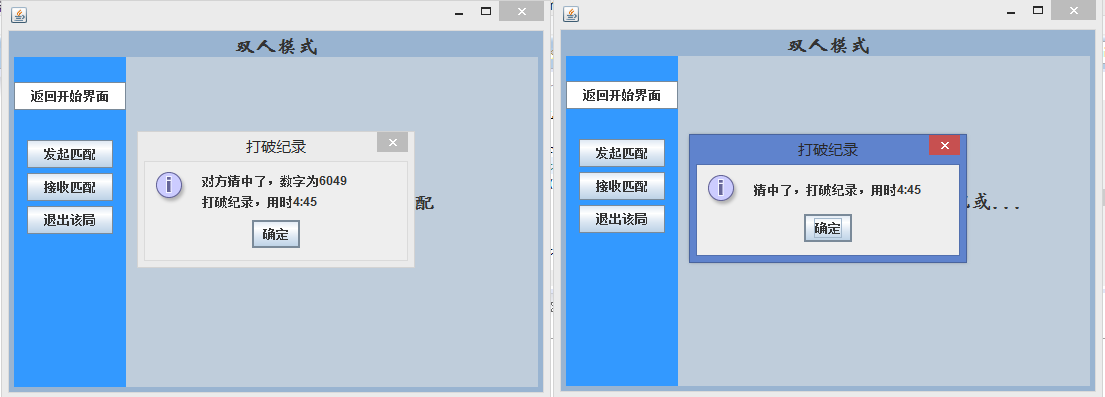 双人模式
返回开始界面
发起匹配
接收匹配
退出该局
打破纪录
对方猜中了，数字为6049
打破纪录，用时4:45
确定
配
双人模式
返回开始界面
发起匹配
接收匹配
退出该局
打破纪录
猜中了，打破纪录，用时4:45
确定
或...